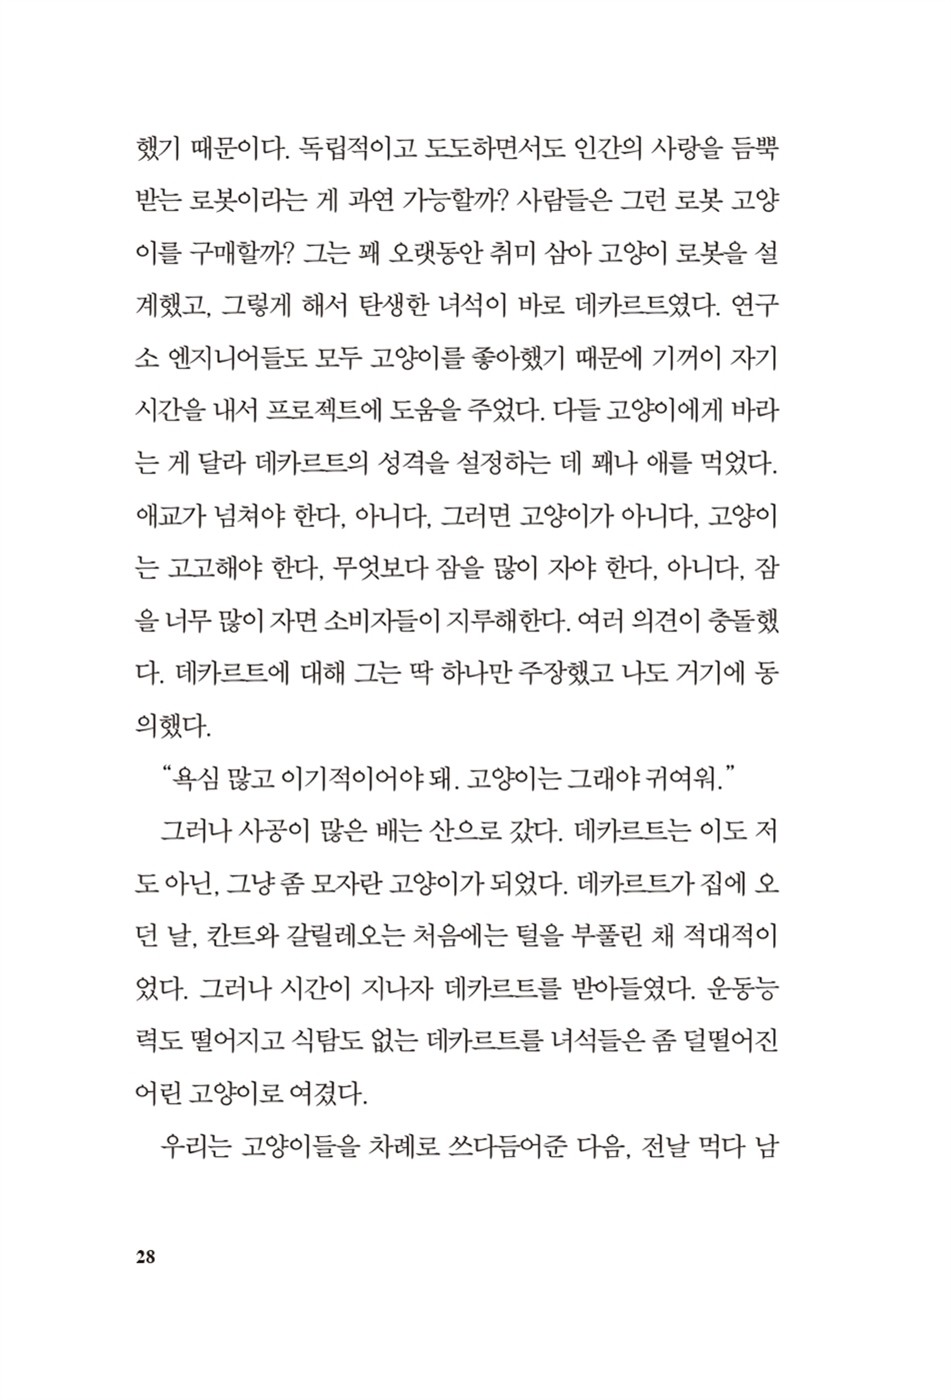 했기 때문이다. 독립적이고 도도하면서도 인간의 사랑을 듬뿍
받는 로봇이라는 게 과연 가능할까? 사람들은 그런 로봇 고양
이를 구매할까? 그는 꽤 오랫동안 취미 삼아 고양이 로봇을 설
계했고, 그렇게 해서 탄생한 녀석이 바로 데카르트였다. 연구
소 엔지니어들도 모두 고양이를 좋아했기 때문에 기꺼이 자기
시간을 내서 프로젝트에 도움을 주었다. 다들 고양이에게 바라
는 게 달라 데카르트의 성격을 설정하는 데 꽤나 애를 먹었다.
애교가 넘쳐야 한다, 아니다, 그러면 고양이가 아니다, 고양이
는 고고해야 한다, 무엇보다 잠을 많이 자야 한다, 아니다, 잠
을 너무 많이 자면 소비자들이 지루해한다. 여러 의견이 충돌했
다. 데카르트에 대해 그는 딱 하나만 주장했고 나도 거기에 동
의했다.
“욕심 많고 이기적이어야 돼. 고양이는 그래야 귀여워.”
그러나 사공이 많은 배는 산으로 갔다. 데카르트는 이도 저
도 아닌, 그냥 좀 모자란 고양이가 되었다. 데카르트가 집에 오
던 날, 칸트와 갈릴레오는 처음에는 털을 부풀린 채 적대적이
었다. 그러나 시간이 지나자 데카르트를 받아들였다. 운동능
력도 떨어지고 식탐도 없는 데카르트를 녀석들은 좀 덜떨어진
어린 고양이로 여겼다.
우리는 고양이들을 차례로 쓰다듬어준 다음, 전날 먹다 남
28